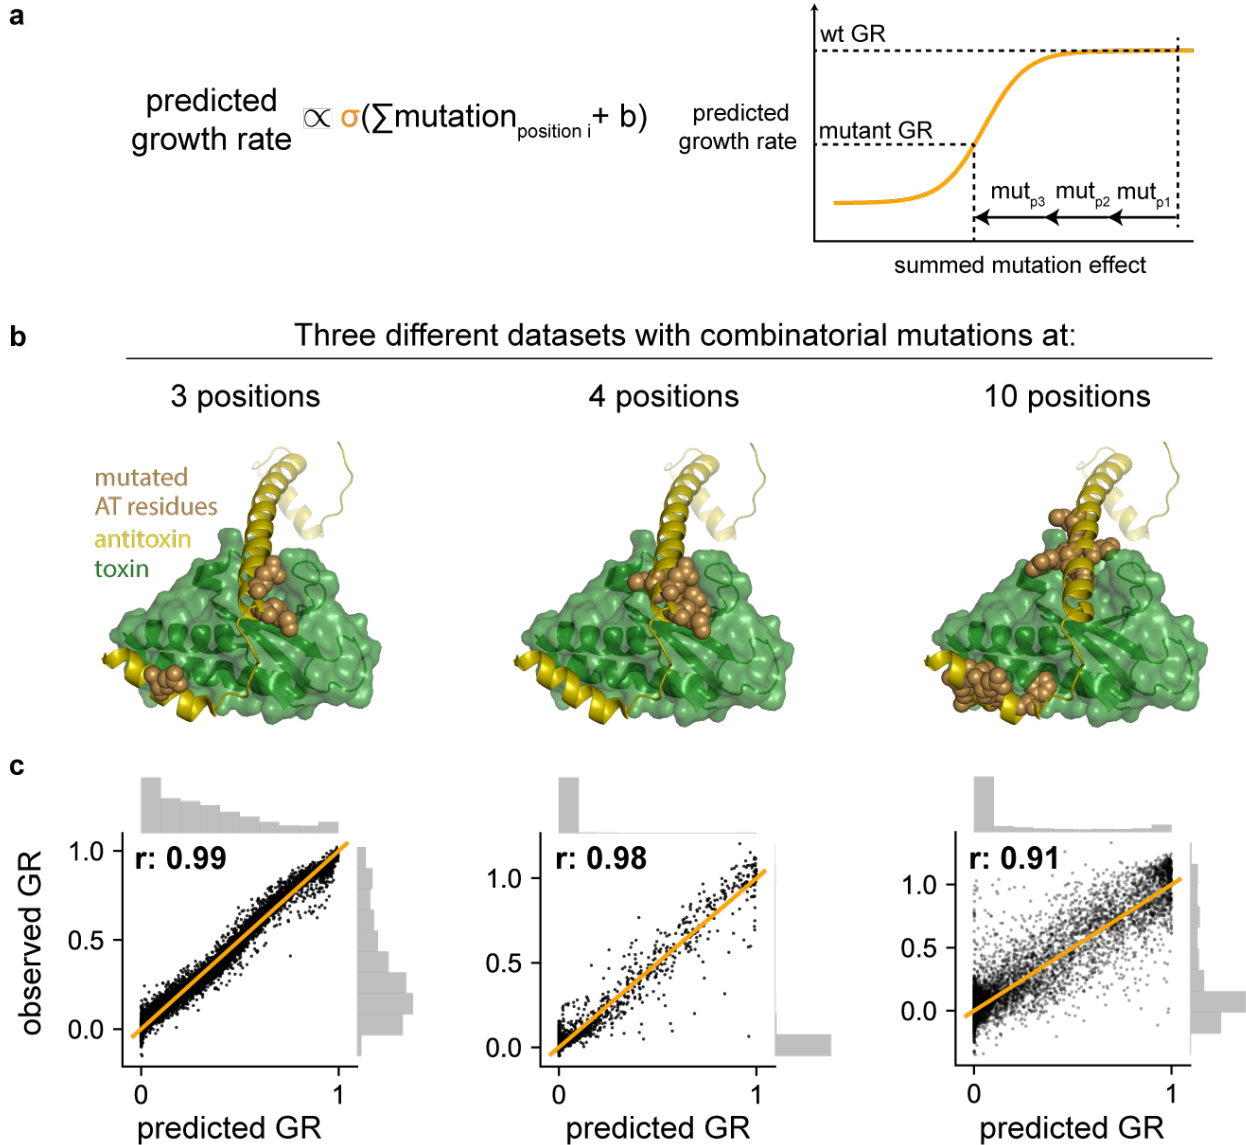 a
predicted
growth rate ∝ σ(∑mutation position i + b)
wt GR
predicted
growth rate
mutant GR
mut p3 mut p2 mut p1
summed mutation effect
b
Three different datasets with combinatorial mutations at:
3 positions
4 positions
10 positions
mutated
AT residues
antitoxin
toxin
c
r: 0.99
1.0
0.5
0.0
observed GR
0 1
predicted GR
r: 0.98
1.0
0.5
0.0
0 1
predicted GR
r: 0.91
1.0
0.5
0.0
0 1
predicted GR